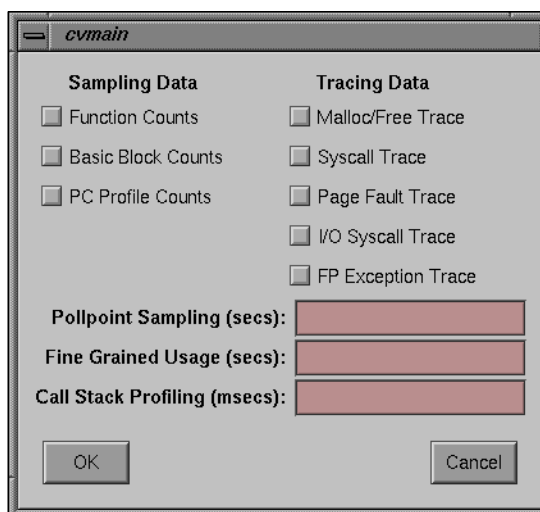 cvmain
Sampling Data
Function Counts
Basic Block Counts
PC Profile Counts
Tracing Data
Malloc/Free Trace
Syscall Trace
Page Fault Trace
I/O Syscall Trace
FP Exception Trace
Pollpoint Sampling (secs):
Fine Grained Usage (secs):
Call Stack Profiling (msecs):
OK
Cancel